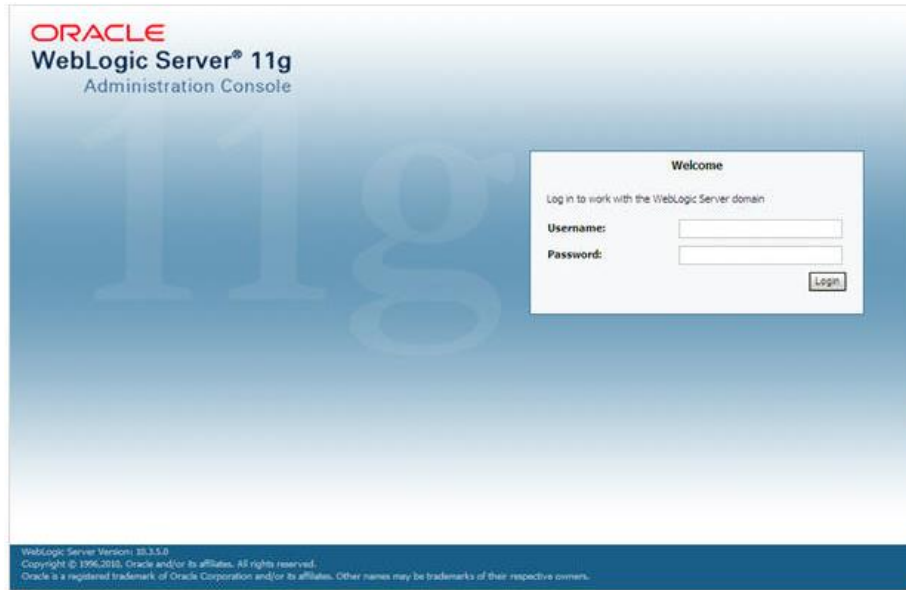 ORACLE
WebLogic Server® 11g
Administration Console
11g
Welcome
Log in to work with the WebLogic Server domain
Username:
Password:
Login
WebLogic Server Version: 10.3.5.0
Copyright © 1996,2010, Oracle and/or its affiliates. All rights reserved.
Oracle is a registered trademark of Oracle Corporation and/or its affiliates. Other names may be trademarks of their respective owners.